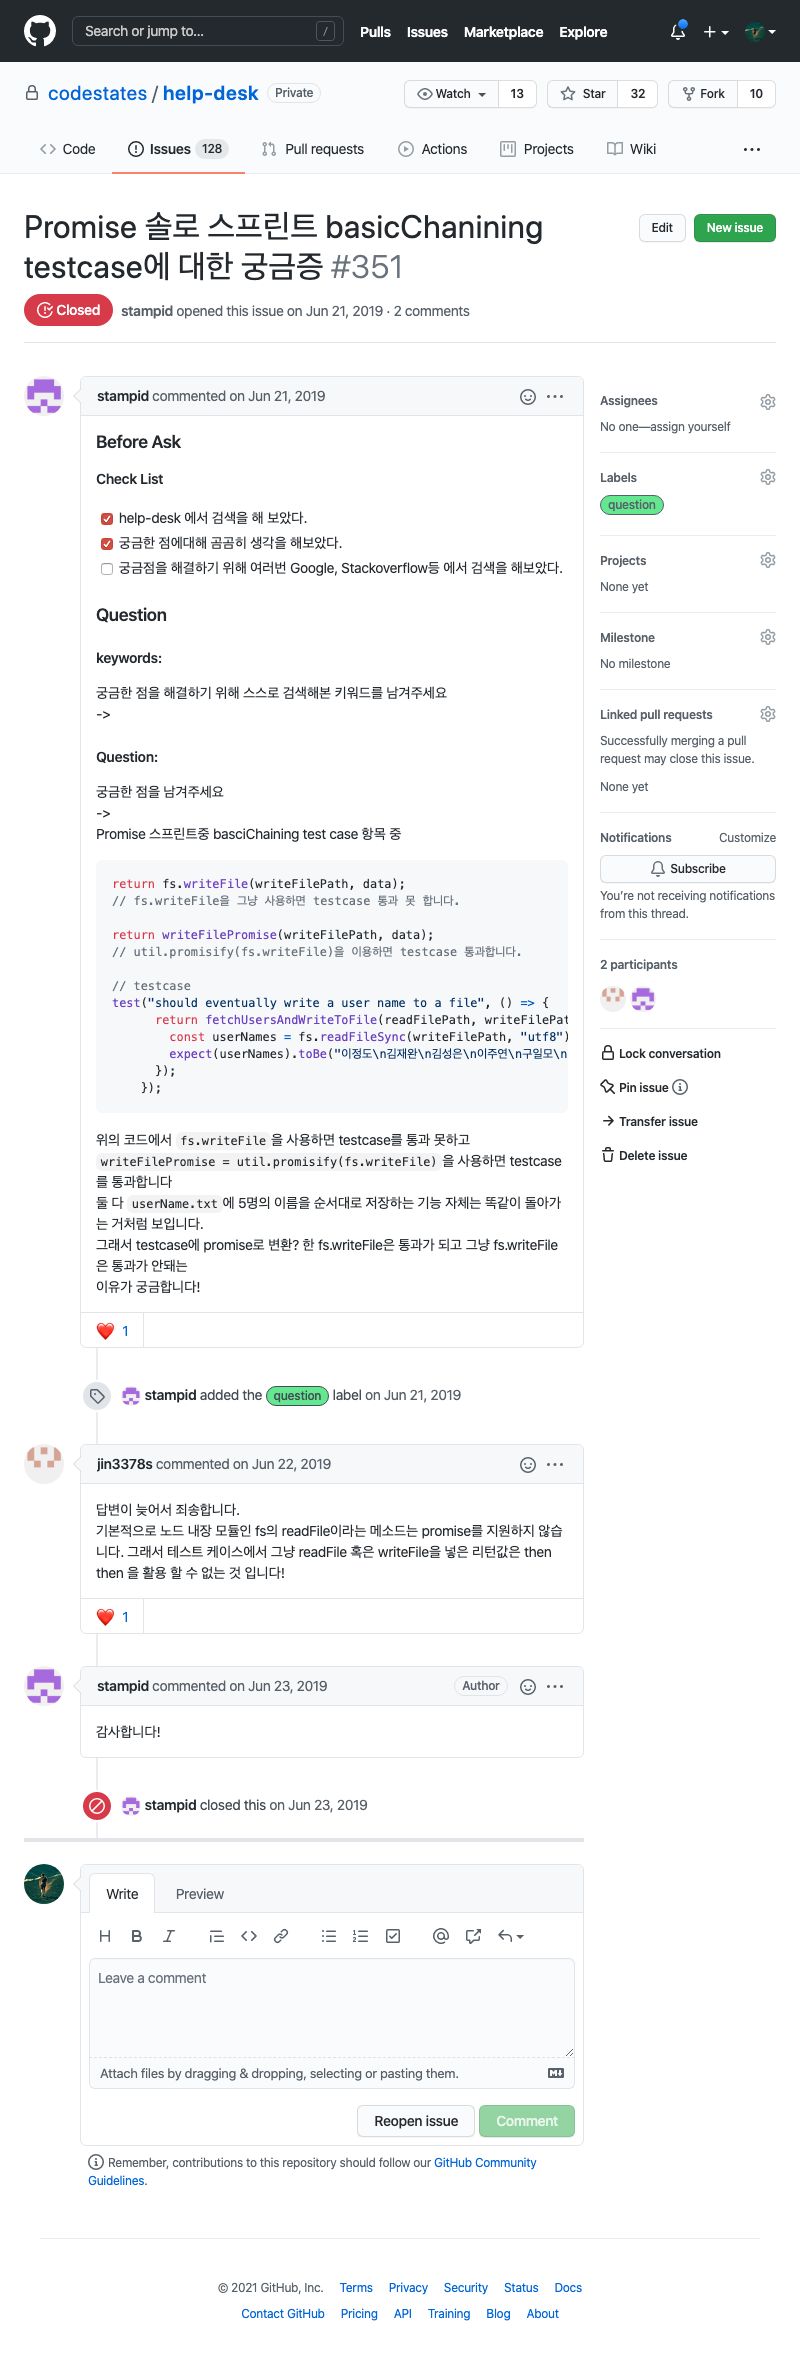 Search or jump to...
/
Pulls
Issues
Marketplace
Explore
codestates / help-desk
Private
Watch
13
Star
32
Fork
10
Code
Issues 128
Pull requests
Actions
Projects
Wiki
Promise 솔로 스프린트 basicChanining
testcase에 대한 궁금증 #351
Edit
New issue
Closed
stampid opened this issue on Jun 21, 2019 · 2 comments
stampid commented on Jun 21, 2019
Before Ask
Check List
help-desk 에서 검색을 해 보았다.
궁금한 점에대해 곰곰히 생각을 해보았다.
궁금점을 해결하기 위해 여러번 Google, Stackoverflow등 에서 검색을 해보았다.
Question
keywords:
궁금한 점을 해결하기 위해 스스로 검색해본 키워드를 남겨주세요
->
Question:
궁금한 점을 남겨주세요
->
Promise 스프린트중 basciChaining test case 항목 중
return fs.writeFile(writeFilePath, data);
// fs.writeFile을 그냥 사용하면 testcase 통과 못 합니다.
return writeFilePromise(writeFilePath, data);
// util.promisify(fs.writeFile)을 이용하면 testcase 통과합니다.
// testcase
test("should eventually write a user name to a file", () => {
return fetchUsersAndWriteToFile(readFilePath, writeFilePat
const userNames = fs.readFileSync(writeFilePath, "utf8")
expect(userNames).toBe("이정도\n김재완\n김성은\n이주연\n구일모\n
});
});
위의 코드에서 fs.writeFile 을 사용하면 testcase를 통과 못하고
writeFilePromise = util.promisify(fs.writeFile) 을 사용하면 testcase
를 통과합니다
둘 다 userName.txt 에 5명의 이름을 순서대로 저장하는 기능 자체는 똑같이 돌아가
는 거처럼 보입니다.
그래서 testcase에 promise로 변환? 한 fs.writeFile은 통과가 되고 그냥 fs.writeFile
은 통과가 안돼는
이유가 궁금합니다!
1
stampid added the question label on Jun 21, 2019
jin3378s commented on Jun 22, 2019
답변이 늦어서 죄송합니다.
기본적으로 노드 내장 모듈인 fs의 readFile이라는 메소드는 promise를 지원하지 않습
니다. 그래서 테스트 케이스에서 그냥 readFile 혹은 writeFile을 넣은 리턴값은 then
then 을 활용 할 수 없는 것 입니다!
1
stampid commented on Jun 23, 2019
Author
감사합니다!
stampid closed this on Jun 23, 2019
Write
Preview
Leave a comment
Attach files by dragging & dropping, selecting or pasting them.
Reopen issue
Comment
Remember, contributions to this repository should follow our GitHub Community
Guidelines.
Assignees
No one—assign yourself
Labels
question
Projects
None yet
Milestone
No milestone
Linked pull requests
Successfully merging a pull
request may close this issue.
None yet
Notifications
Customize
Subscribe
You're not receiving notifications
from this thread.
2 participants
Lock conversation
Pin issue
Transfer issue
Delete issue
© 2021 GitHub, Inc.
Terms
Privacy
Security
Status
Docs
Contact GitHub
Pricing
API
Training
Blog
About